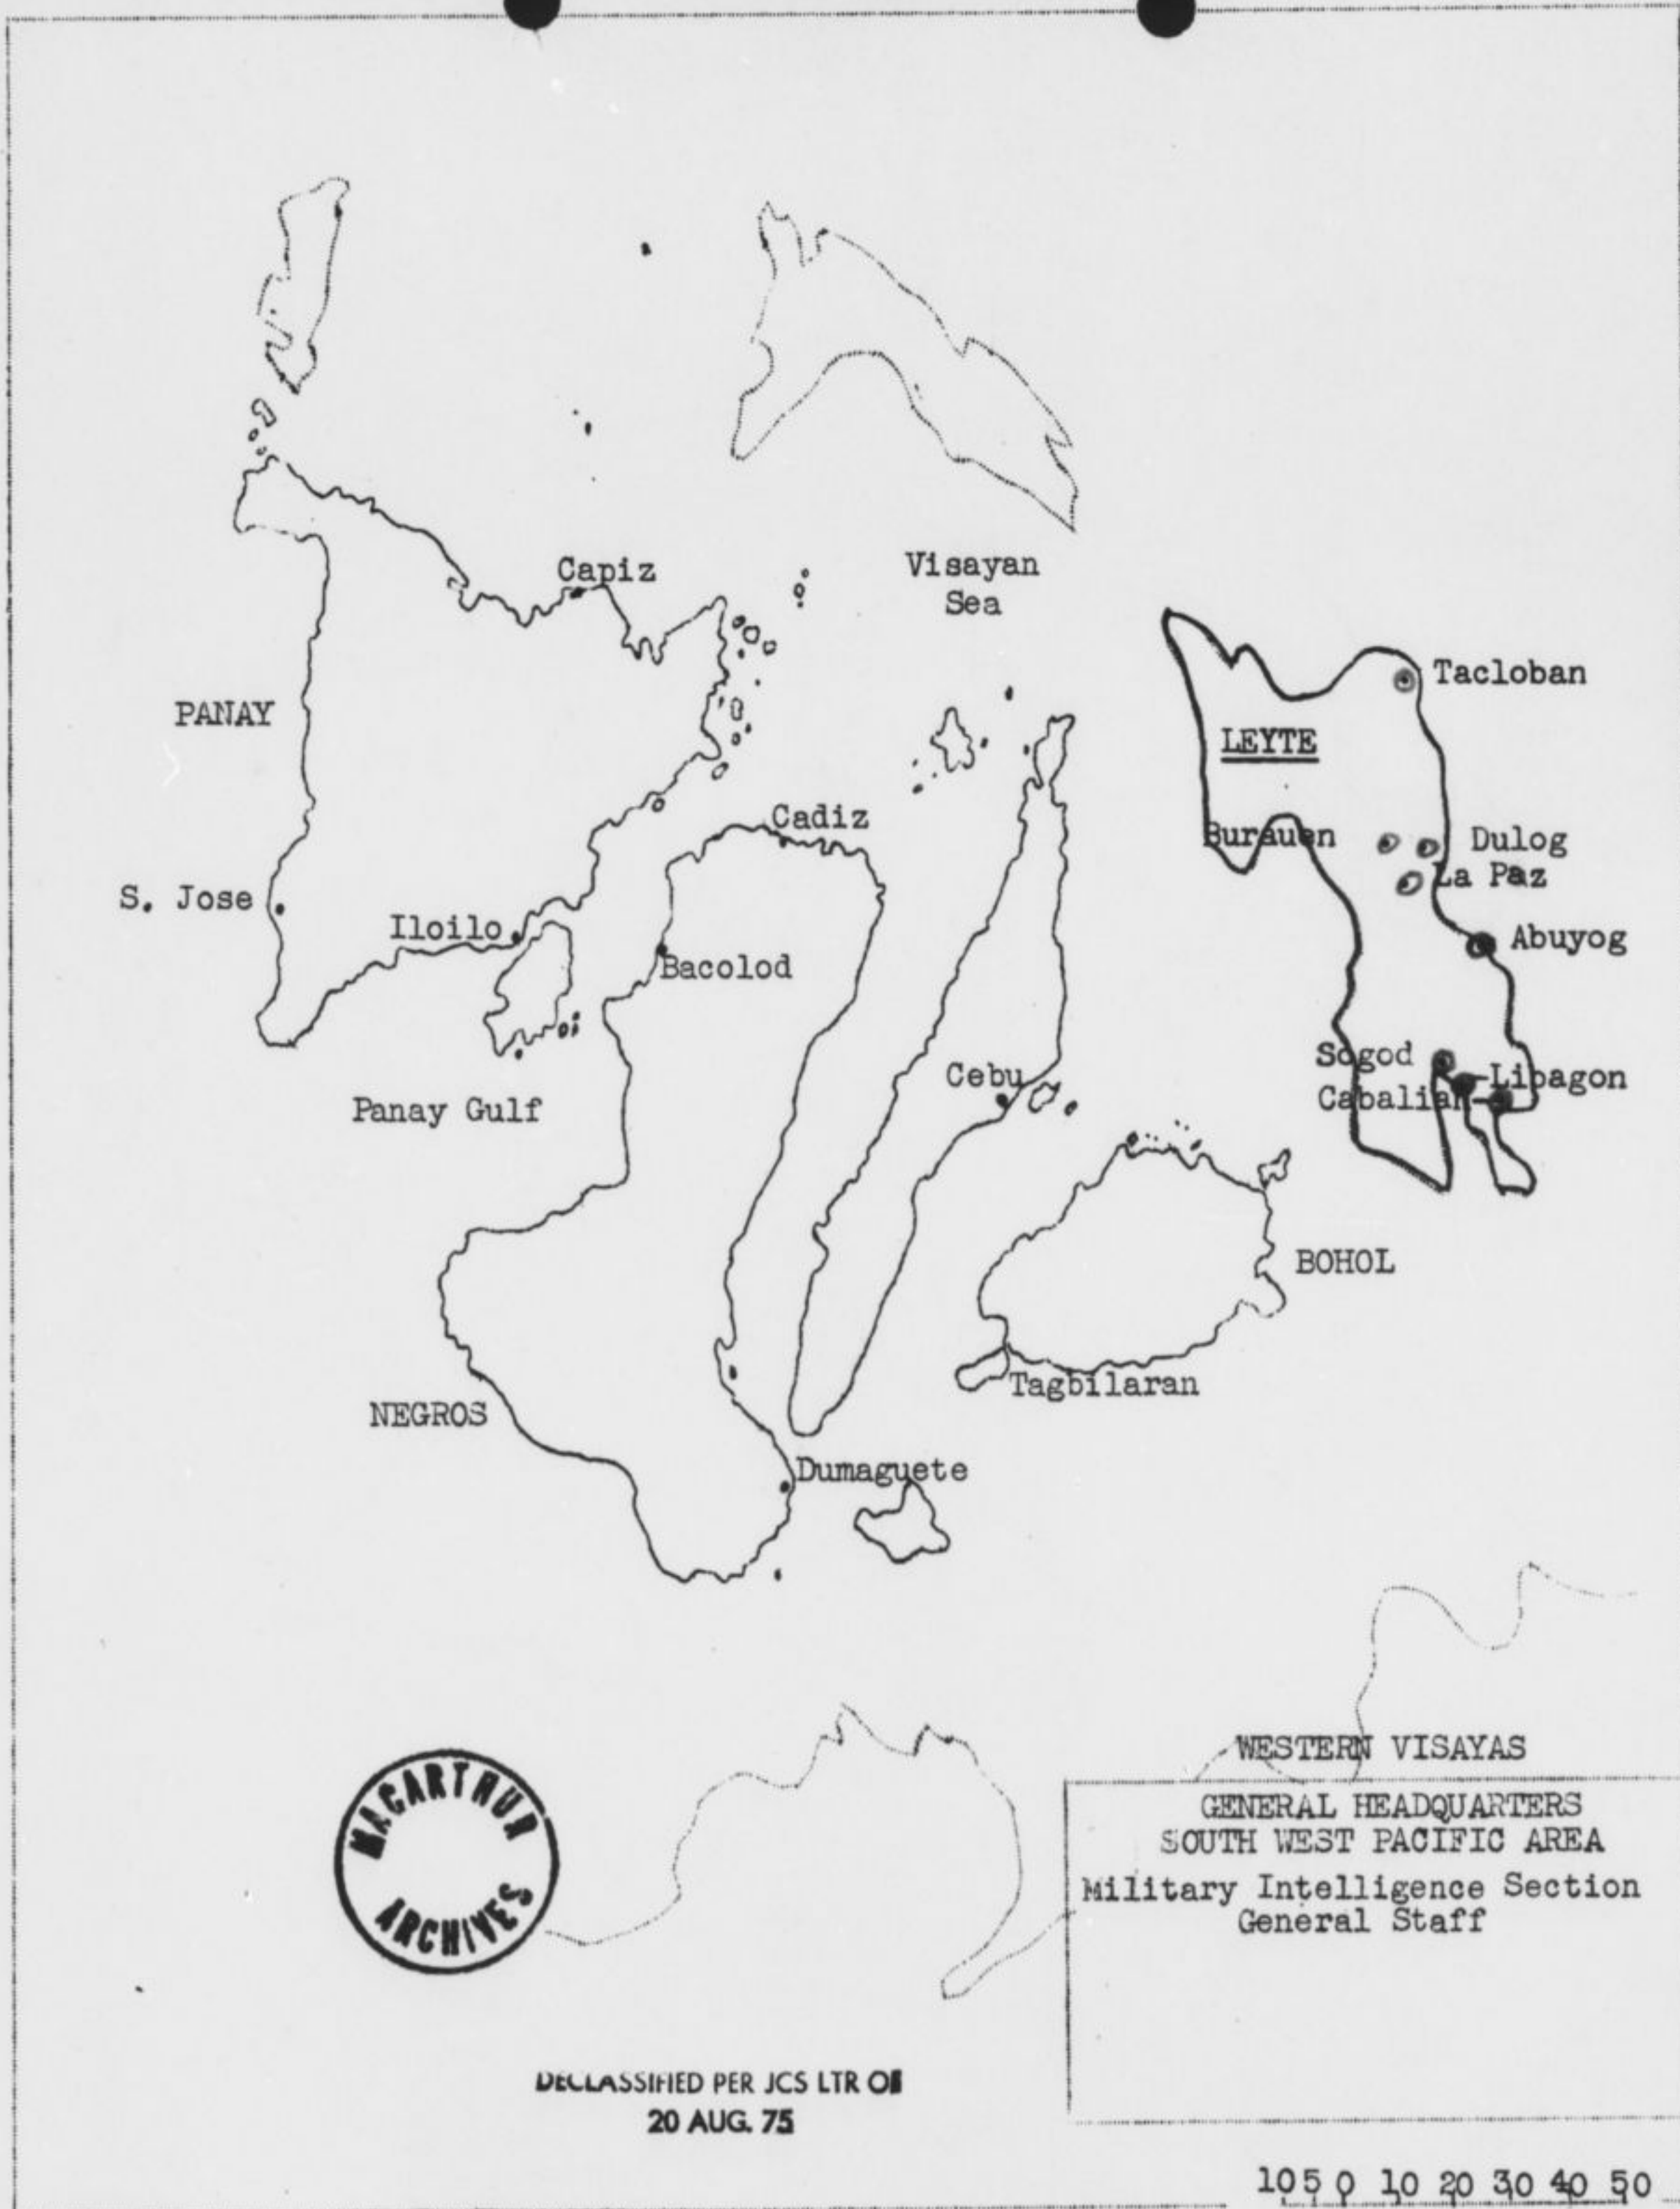 Capiz
Visayan
Sea
Tacloban
PANAY
LEYTE
Cadiz
Burauen
Dulog
La Paz
S. Jose
Iloilo
Abuyog
Bacolod
Sogod
Cebu
Libagon
Cabalian
Panay Gulf
BOHOL
Tagbilaran
NEGROS
Dumaguete
WESTERN VISAYAS
GENERAL HEADQUARTERS
SOUTH WEST PACIFIC AREA
Military Intelligence Section
General Staff
MACARTHUR
ARCHIVES
DECLASSIFIED PER JCS LTR OF
20 AUG. 75
10 5 0 10 20 30 40 50